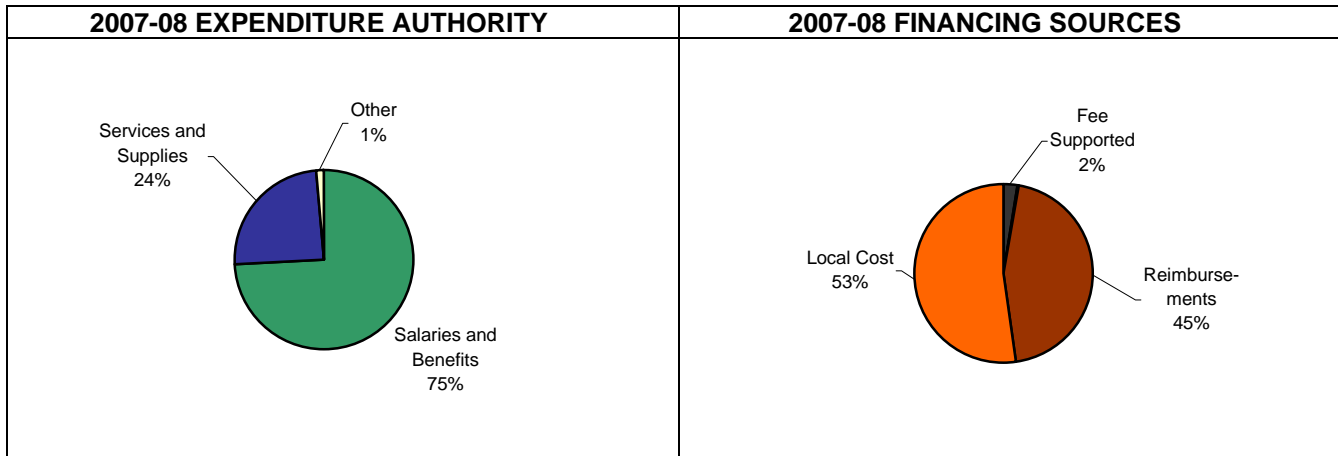 2007-08 EXPENDITURE AUTHORITY
Other
1%
Services and
Supplies
24%
Salaries and
Benefits
75%
2007-08 FINANCING SOURCES
Fee
Supported
2%
Local Cost
53%
Reimburse-
ments
45%